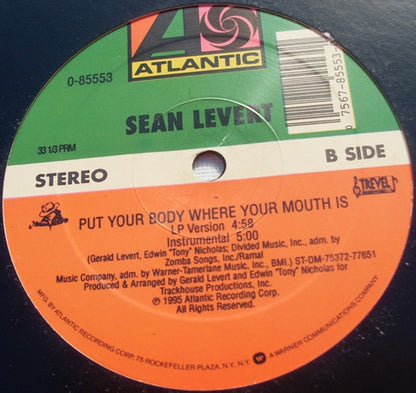 ATLANTIC
0-85553
0 7567-85553
SEAN LEVERT
33 1/3 PRM
B SIDE
STEREO
TREVEL
PUT YOUR BODY WHERE YOUR MOUTH IS
LP Version 4:58
Instrumental 5:00
(Gerald Levert, Edwin "Tony" Nicholas: Divided Music, Inc., adm. by
Zomba Songs, Inc./Ramal
Music Company, adm. by Warner-Tamerlane Music, Inc., BMI.) ST-DM-75372-77651
Produced & Arranged by Gerald Levert and Edwin "Tony" Nicholas for
Trackhouse Productions, Inc.
℗ 1995 Atlantic Recording Corp.
All Rights Reserved.
MFG. BY ATLANTIC RECORDING CORP. 75 ROCKEFELLER PLAZA, N.Y. N.Y. A WARNER COMMUNICATIONS COMPANY